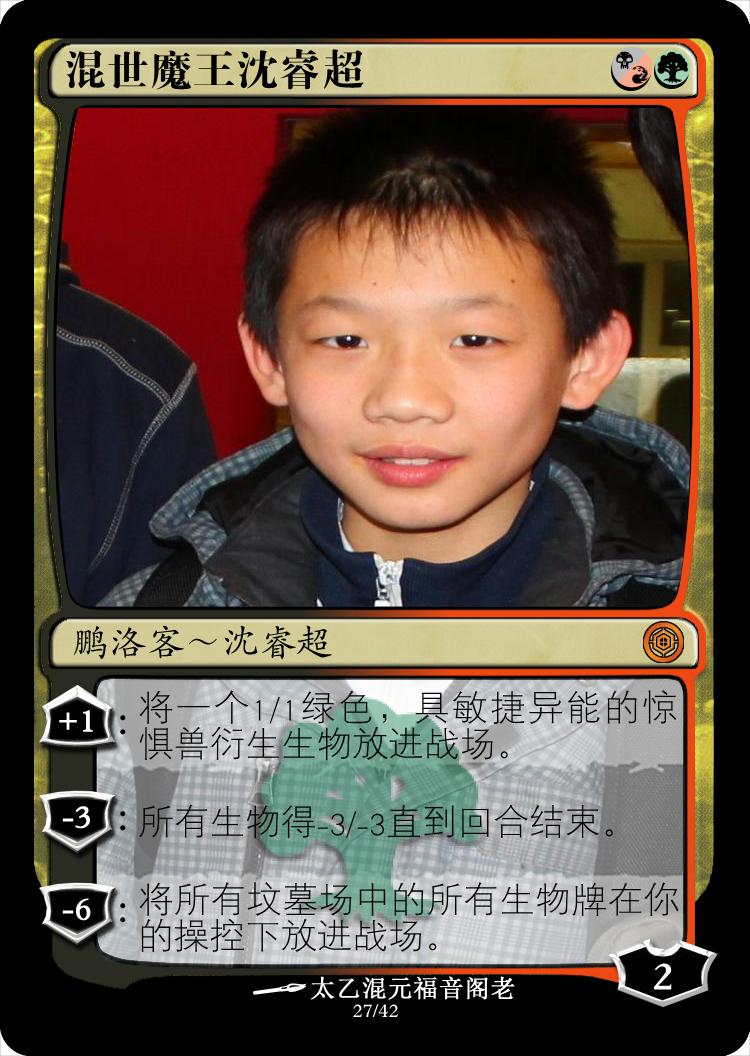 混世魔王沈睿超
鹏洛客～沈睿超
+1：将一个1/1绿色，具敏捷异能的惊
惧兽衍生生物放进战场。
-3：所有生物得-3/-3直到回合结束。
-6：将所有坟墓场中的所有生物牌在你
的操控下放进战场。
2
太乙混元福音阁老
27/42